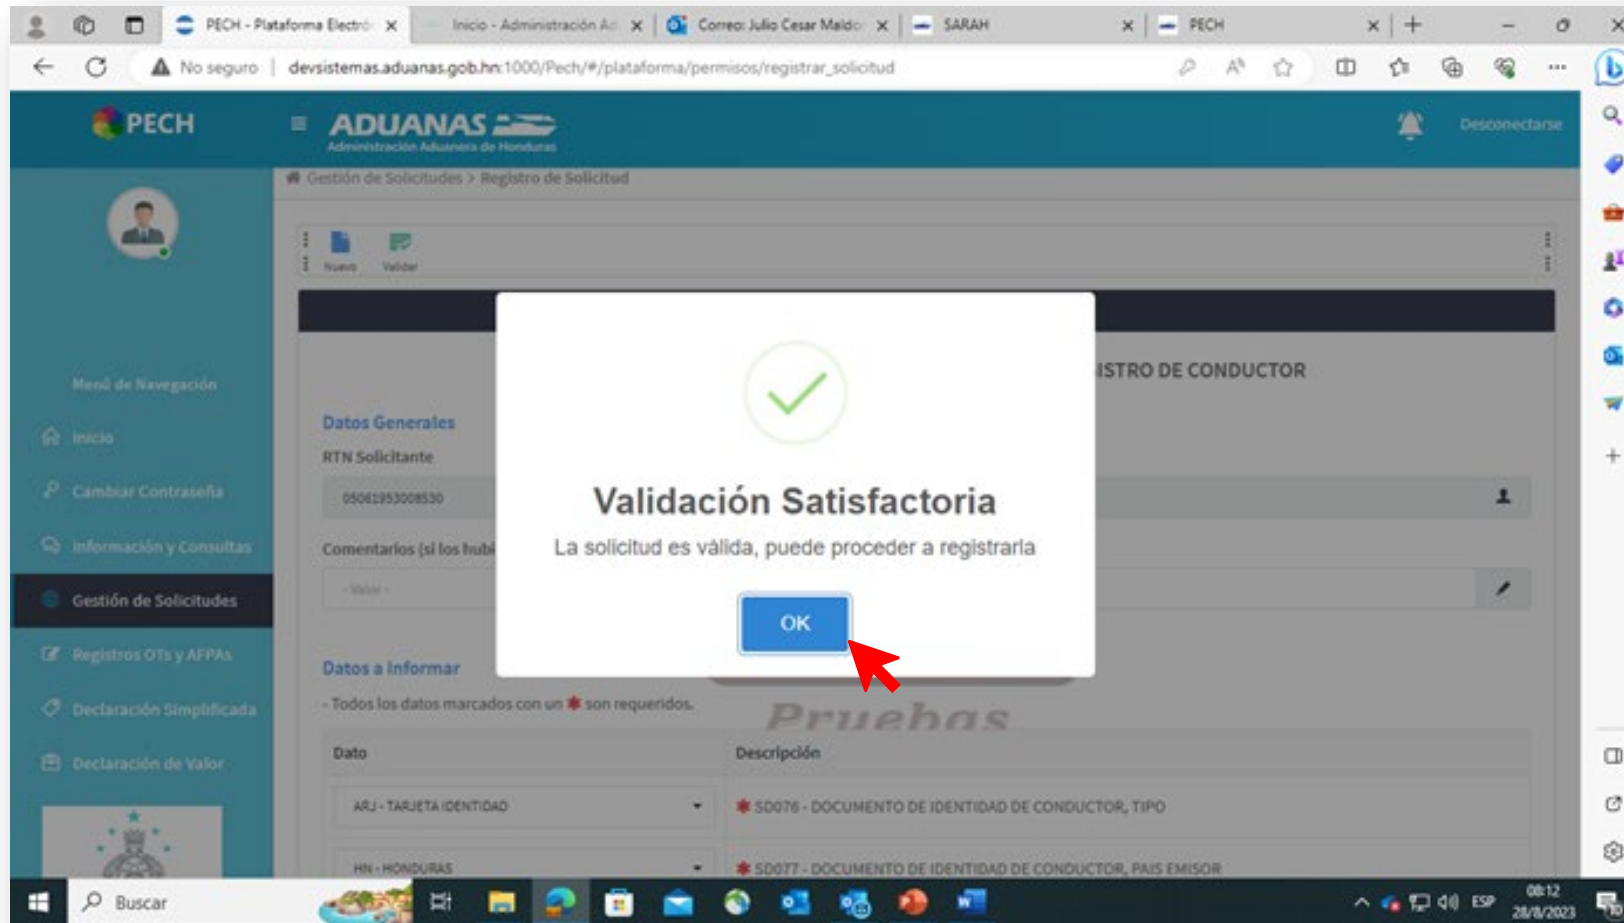 PECH - Plataforma Electró
Inicio - Administración Ad
Correo: Julio Cesar Maldo
SARAH
PECH
No seguro
devsistemas.aduanas.gob.hn:1000/Pech/#/plataforma/permisos/registrar_solicitud
PECH
ADUANAS
Administración Aduanera de Honduras
Desconectarse
Gestión de Solicitudes > Registro de Solicitud
Nuevo
Validar
ISTRO DE CONDUCTOR
Menú de Navegación
Inicio
Cambiar Contraseña
Información y Consultas
Gestión de Solicitudes
Registros OTs y AFPAs
Declaración Simplificada
Declaración de Valor
Datos Generales
RTN Solicitante
05061953008530
Comentarios (si los hubi
- Valor -
Validación Satisfactoria
La solicitud es válida, puede proceder a registrarla
OK
Datos a Informar
- Todos los datos marcados con un * son requeridos.
Pruebas
Dato
Descripción
ARJ - TARJETA IDENTIDAD
* SD076 - DOCUMENTO DE IDENTIDAD DE CONDUCTOR, TIPO
HN - HONDURAS
* SD077 - DOCUMENTO DE IDENTIDAD DE CONDUCTOR, PAIS EMISOR
Buscar
ESP
08:12
28/8/2023